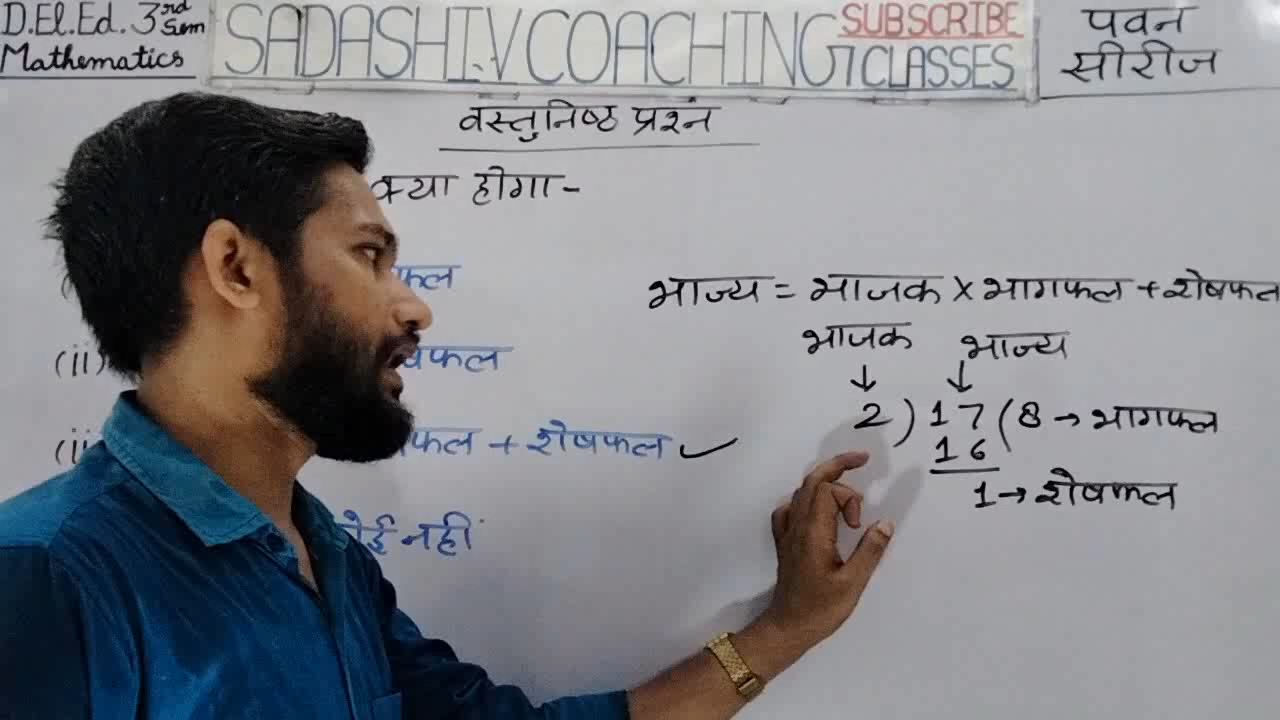 D.El.Ed. 3rd Sem
Mathematics
SADASHIV COACHING CLASSES
SUBSCRIBE
पवन
सीरीज
वस्तुनिष्ठ प्रश्न
क्या होगा-
फल
भाज्य = भाजक × भागफल + शेषफल
भाजक भाज्य
↓ ↓
(ii) फल
2 ) 17 ( 8 → भागफल
16
फल + शेषफल ✓
1 → शेषफल
नहीं